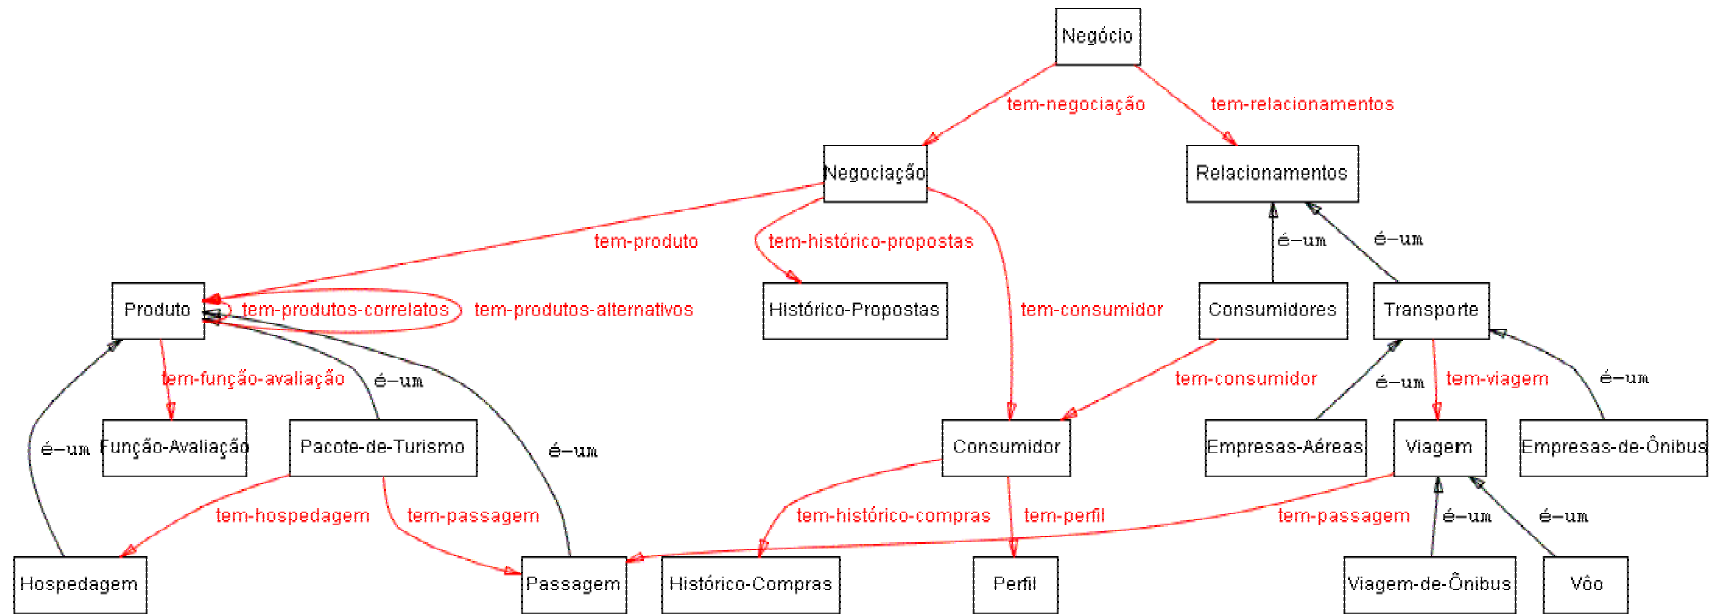 Negócio
tem-negociação
tem-relacionamentos
Negociação
Relacionamentos
tem-produto
tem-histórico-propostas
é-um
é-um
Produto
tem-produtos-correlatos
tem-produtos-alternativos
Histórico-Propostas
tem-consumidor
Consumidores
Transporte
tem-função-avaliação
é-um
tem-consumidor
é-um
tem-viagem
é-um
Função-Avaliação
Pacote-de-Turismo
Consumidor
Empresas-Aéreas
Viagem
Empresas-de-Ônibus
é-um
é-um
tem-hospedagem
tem-passagem
tem-histórico-compras
tem-perfil
tem-passagem
é-um
é-um
Hospedagem
Passagem
Histórico-Compras
Perfil
Viagem-de-Ônibus
Vôo